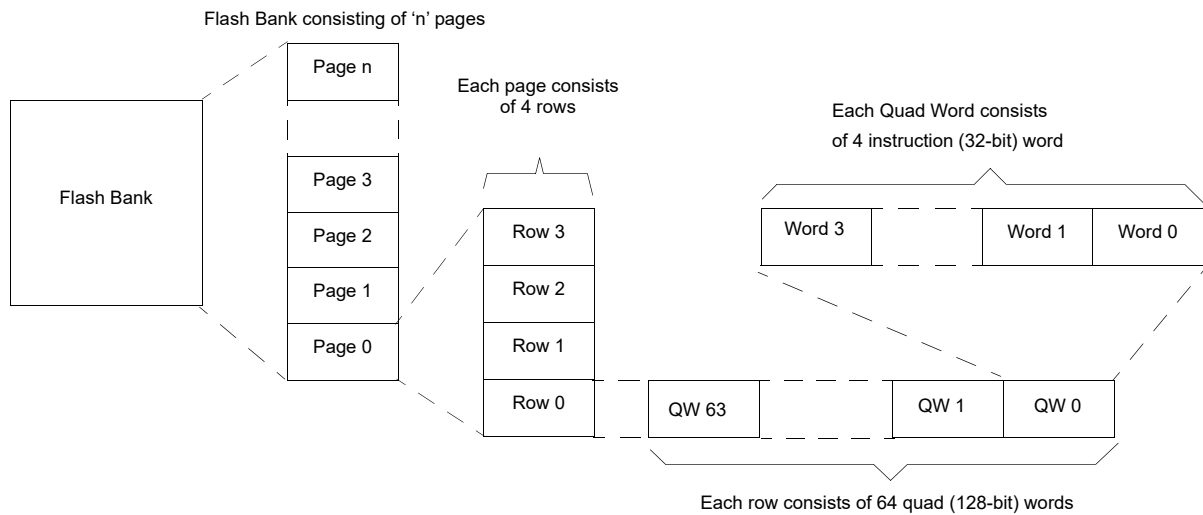 Flash Bank consisting of ‘n’ pages
Page n
Each page consists
of 4 rows
Each Quad Word consists
of 4 instruction (32-bit) word
Flash Bank
Page 3
Page 2
Page 1
Page 0
Row 3
Row 2
Row 1
Row 0
Word 3
Word 1
Word 0
QW 63
QW 1
QW 0
Each row consists of 64 quad (128-bit) words